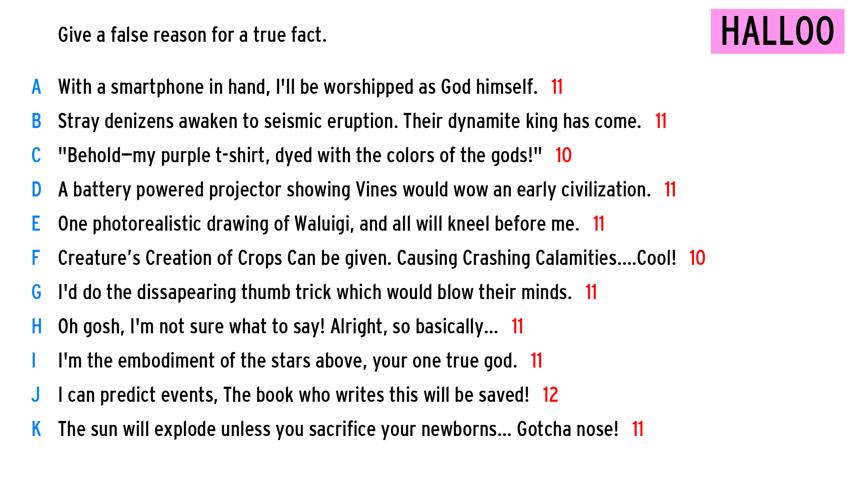 Give a false reason for a true fact.
HALLOO
A With a smartphone in hand, I'll be worshipped as God himself. 11
B Stray denizens awaken to seismic eruption. Their dynamite king has come. 11
C "Behold—my purple t-shirt, dyed with the colors of the gods!" 10
D A battery powered projector showing Vines would wow an early civilization. 11
E One photorealistic drawing of Waluigi, and all will kneel before me. 11
F Creature's Creation of Crops Can be given. Causing Crashing Calamities....Cool! 10
G I'd do the dissapearing thumb trick which would blow their minds. 11
H Oh gosh, I'm not sure what to say! Alright, so basically... 11
I I'm the embodiment of the stars above, your one true god. 11
J I can predict events, The book who writes this will be saved! 12
K The sun will explode unless you sacrifice your newborns... Gotcha nose! 11